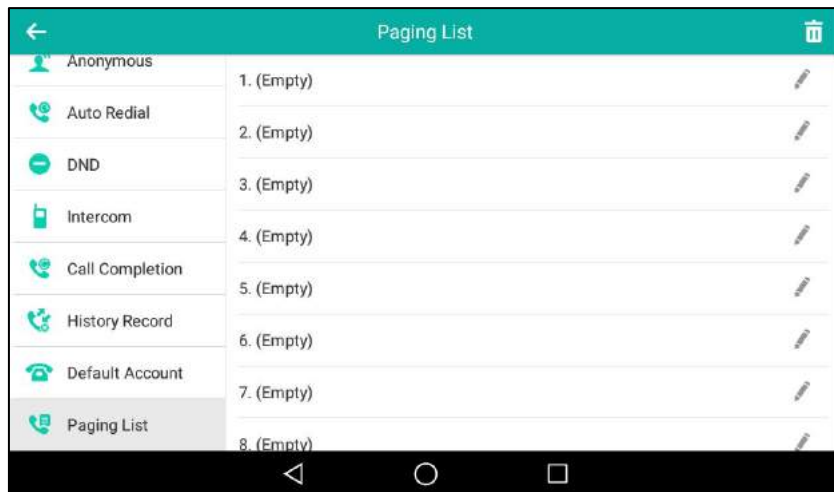 Paging List
Anonymous
Auto Redial
DND
Intercom
Call Completion
History Record
Default Account
Paging List
1. (Empty)
2. (Empty)
3. (Empty)
4. (Empty)
5. (Empty)
6. (Empty)
7. (Empty)
8. (Empty)